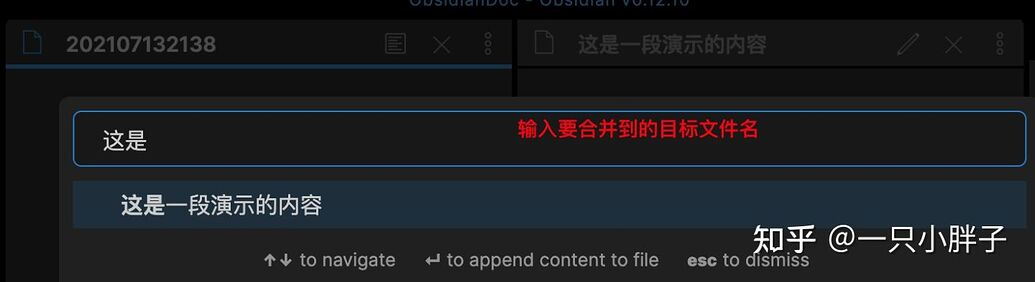 ObsidianDoc - Obsidian v0.12.10
202107132138
这是一段演示的内容
这是
输入要合并到的目标文件名
这是一段演示的内容
知乎 @一只小胖子
↑↓ to navigate ↵ to append content to file esc to dismiss